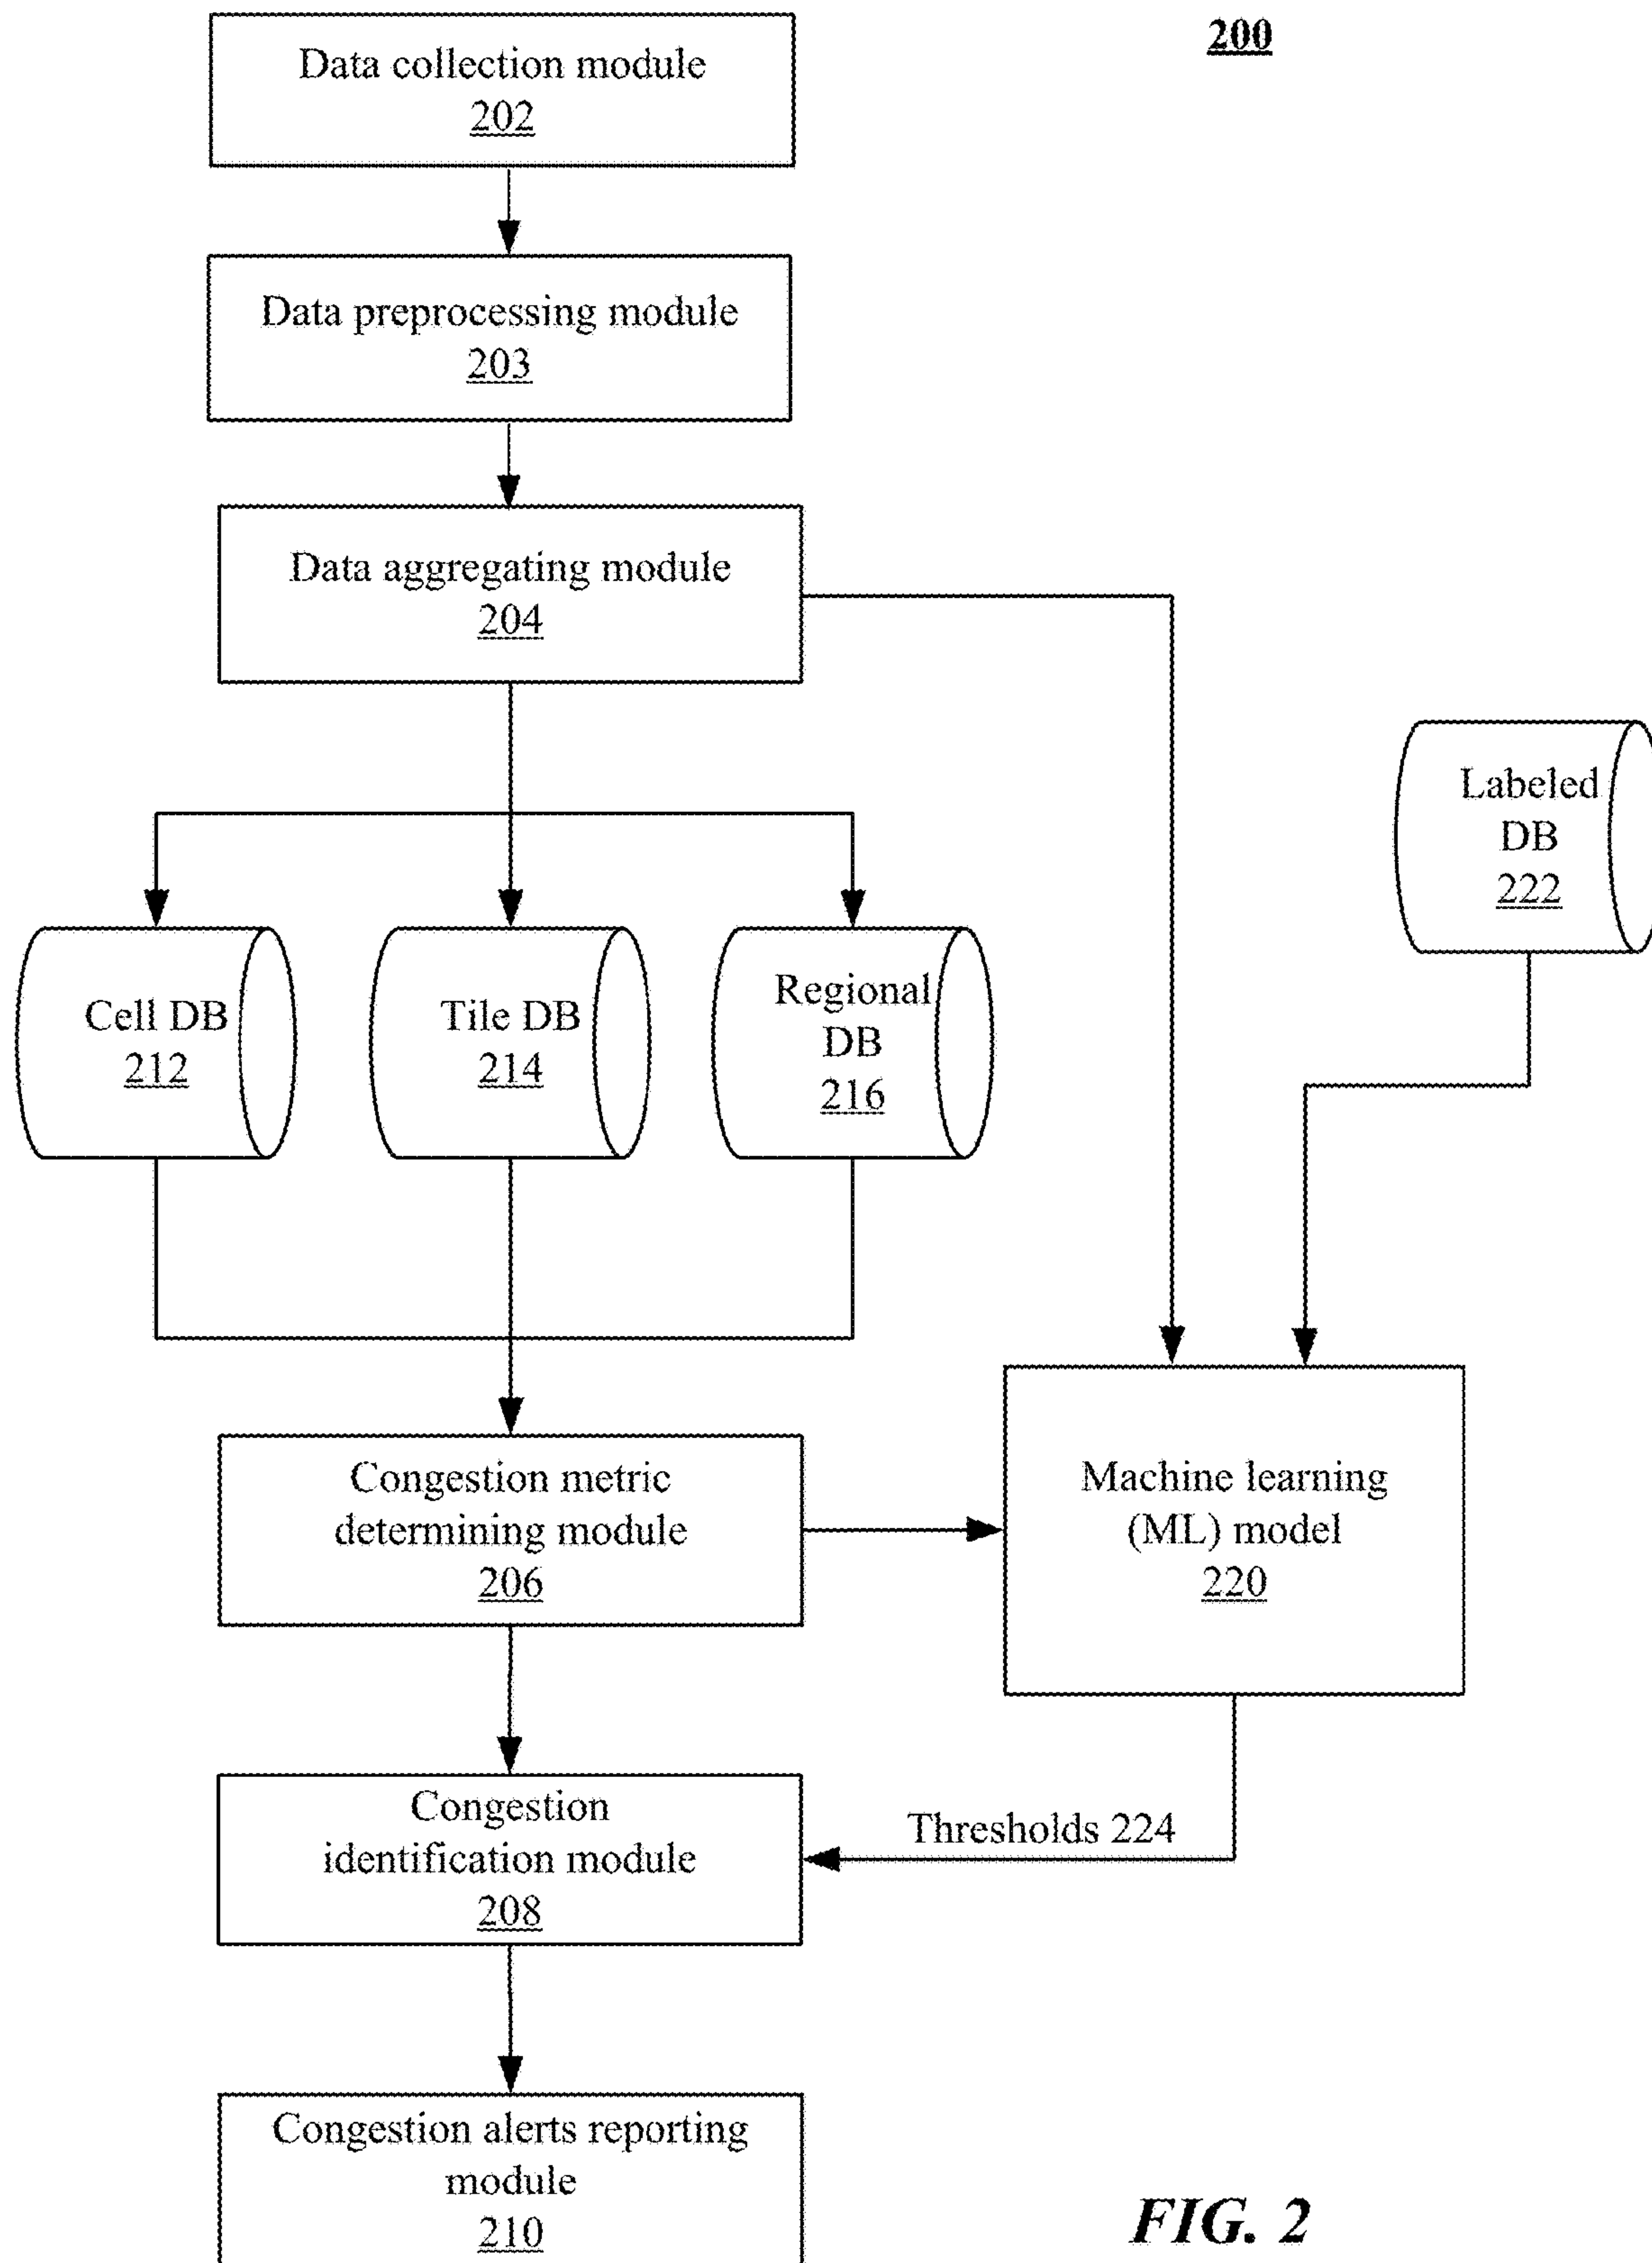 200
Data collection module
202
Data preprocessing module
203
Data aggregating module
204
Labeled
DB
222
Cell DB
212
Tile DB
214
Regional
DB
216
Congestion metric
determining module
206
Machine learning
(ML) model
220
Congestion
identification module
208
Thresholds 224
Congestion alerts reporting
module
210
FIG. 2